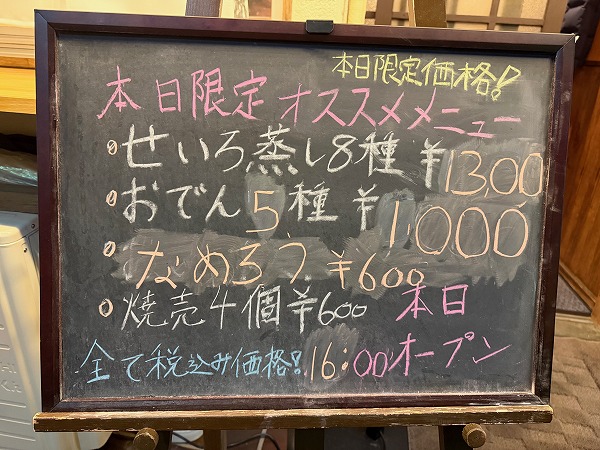 本日限定価格!
本日限定オススメメニュー
せいろ蒸し8種 ¥1300
おでん5種 ¥1,000
なめろう ¥600
焼売4個¥600
本日
全て税込み価格! 16:00オープン